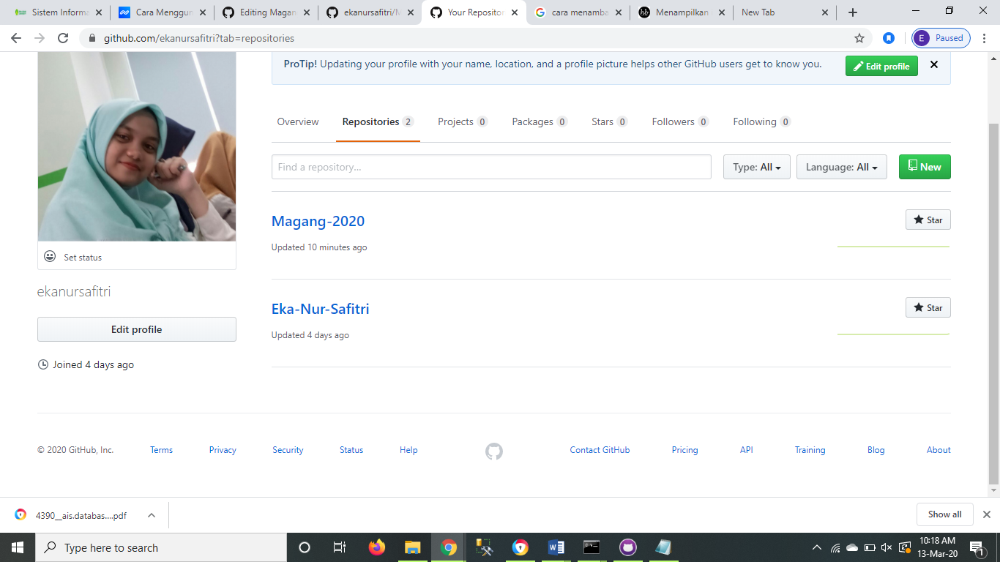 Sistem Informa
Cara Menggun
Editing Magan
ekanursafitri/M
Your Repositor
cara menamba
Menampilkan
New Tab
github.com/ekanursafitri?tab=repositories
E Paused
ProTip! Updating your profile with your name, location, and a profile picture helps other GitHub users get to know you.
Edit profile
Overview Repositories 2 Projects 0 Packages 0 Stars 0 Followers 0 Following 0
Find a repository...
Type: All
Language: All
New
Magang-2020
Star
Updated 10 minutes ago
Set status
ekanursafitri
Edit profile
Joined 4 days ago
Eka-Nur-Safitri
Star
Updated 4 days ago
© 2020 GitHub, Inc. Terms Privacy Security Status Help Contact GitHub Pricing API Training Blog About
4390__ais.databas....pdf
Show all
Type here to search
10:18 AM
13-Mar-20
1